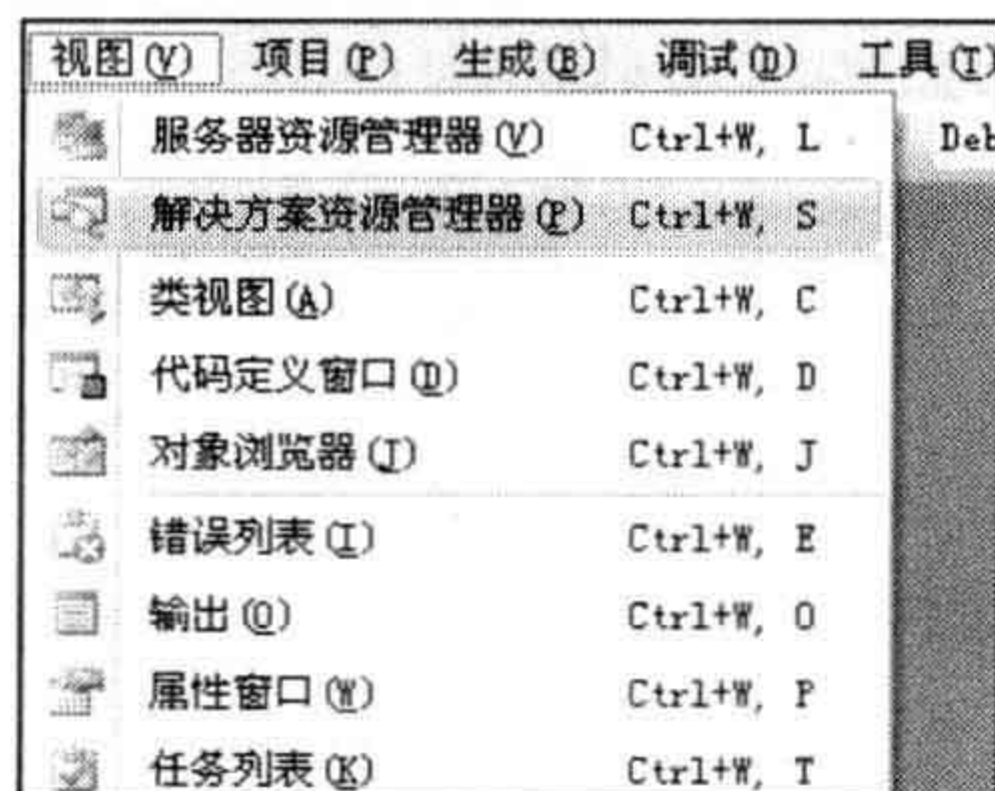 视图(V) 项目(P) 生成(B) 调试(D) 工具(T)
服务器资源管理器(V) Ctrl+W, L Deb
解决方案资源管理器(P) Ctrl+W, S
类视图(A) Ctrl+W, C
代码定义窗口(D) Ctrl+W, D
对象浏览器(J) Ctrl+W, J
错误列表(I) Ctrl+W, E
输出(O) Ctrl+W, O
属性窗口(W) Ctrl+W, P
任务列表(K) Ctrl+W, T